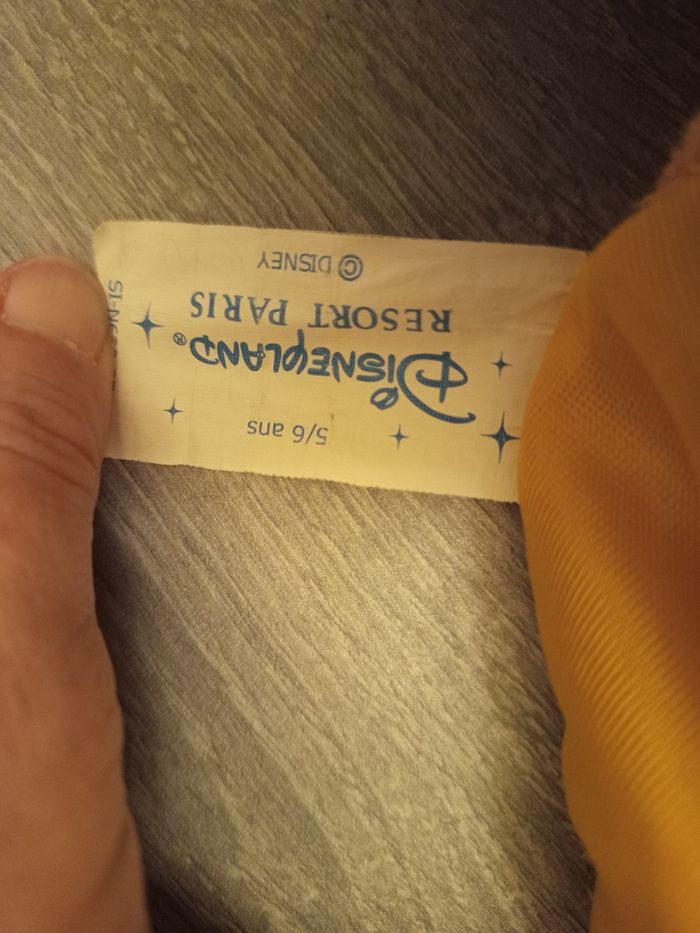 5/6 ans
DISNEYLAND®
RESORT PARIS
© DISNEY